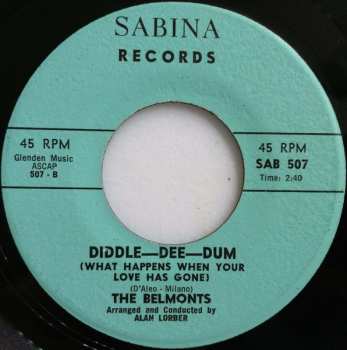 SABINA
RECORDS
45 RPM
Glenden Music
ASCAP
507 - B
45 RPM
SAB 507
Time: 2:40
DIDDLE—DEE—DUM
(WHAT HAPPENS WHEN YOUR
LOVE HAS GONE)
(D'Aleo - Milano)
THE BELMONTS
Arranged and Conducted by
ALAN LORBER